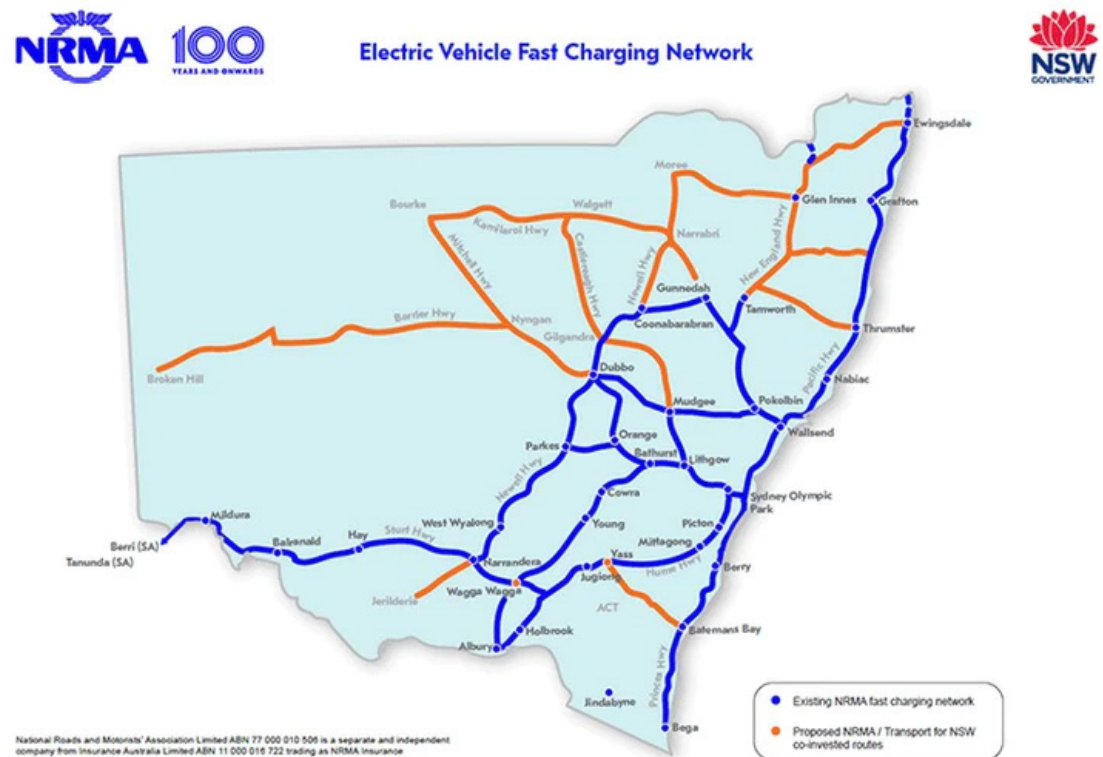 NRMA
100
YEARS AND ONWARDS
Electric Vehicle Fast Charging Network
NSW
GOVERNMENT
Ewingsdale
Moree
Glen Innes
Grafton
Bourke
Walgett
Kamilaroi Hwy
Mitchell Hwy
Castlereagh Hwy
Narrabri
Newell Hwy
New England Hwy
Gunnedah
Tamworth
Coonabarabran
Barrier Hwy
Nyngan
Gilgandra
Thrumster
Broken Hill
Dubbo
Pacific Hwy
Nabiac
Mudgee
Pokolbin
Wallsend
Parkes
Orange
Bathurst
Lithgow
Newell Hwy
Cowra
Sydney Olympic
Park
Mildura
West Wyalong
Young
Picton
Berri (SA)
Tanunda (SA)
Balranald
Hay
Sturt Hwy
Mittagong
Narrandera
Yass
Hume Hwy
Berry
Jugiong
Jerilderie
Wagga Wagga
ACT
Holbrook
Batemans Bay
Albury
Princes Hwy
Jindabyne
Bega
Existing NRMA fast charging network
Proposed NRMA / Transport for NSW
co-invested routes
National Roads and Motorists' Association Limited ABN 77 000 010 506 is a separate and independent
company from Insurance Australia Limited ABN 11 000 016 722 trading as NRMA Insurance